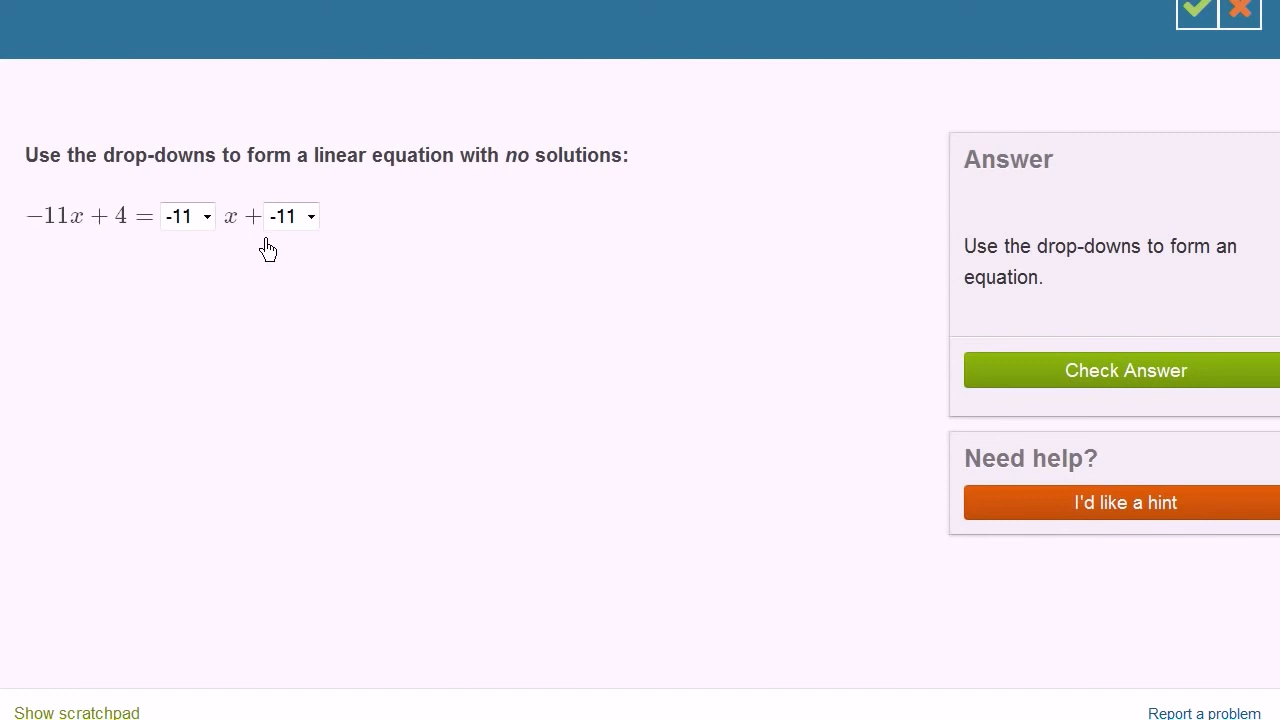 Use the drop-downs to form a linear equation with no solutions:
−11x + 4 = -11 x + -11
Answer
Use the drop-downs to form an
equation.
Check Answer
Need help?
I'd like a hint
Show scratchpad
Report a problem